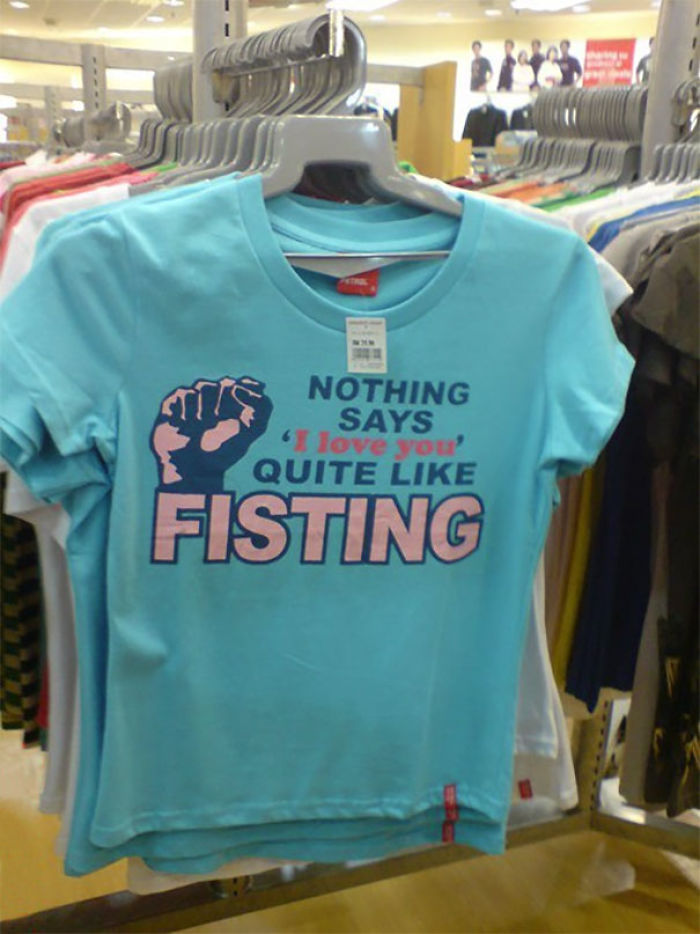 NOTHING
SAYS
'I love you'
QUITE LIKE
FISTING